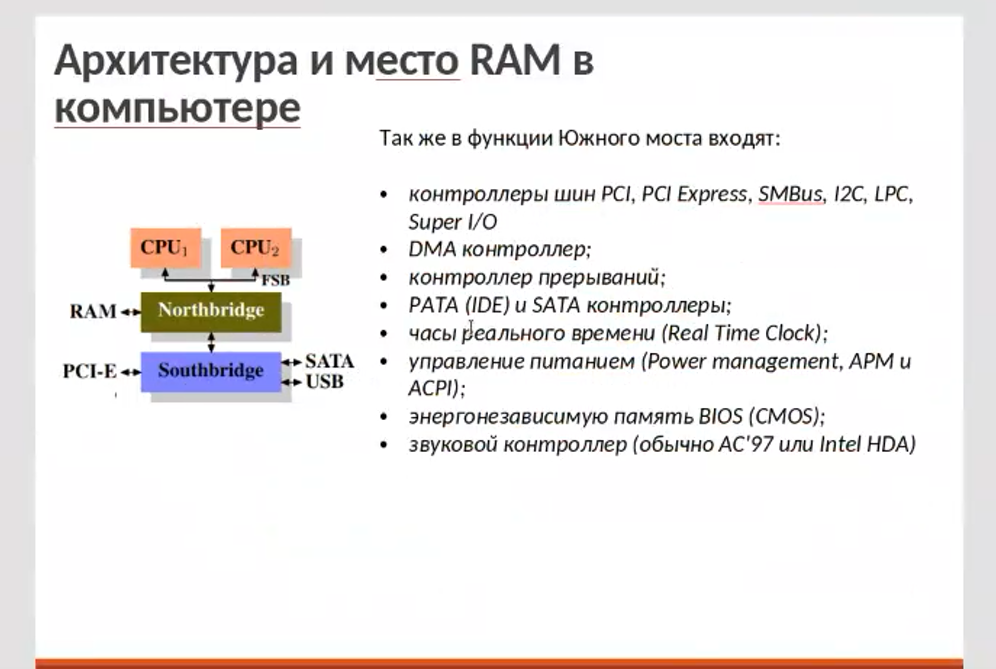 Архитектура и место RAM в
компьютере
Так же в функции Южного моста входят:
• контроллеры шин PCI, PCI Express, SMBus, I2C, LPC,
Super I/O
• DMA контроллер;
• контроллер прерываний;
• PATA (IDE) и SATA контроллеры;
• часы реального времени (Real Time Clock);
• управление питанием (Power management, APM и
ACPI);
• энергонезависимую память BIOS (CMOS);
• звуковой контроллер (обычно AC'97 или Intel HDA)
CPU₁ CPU₂
FSB
RAM Northbridge
PCI-E Southbridge SATA
USB